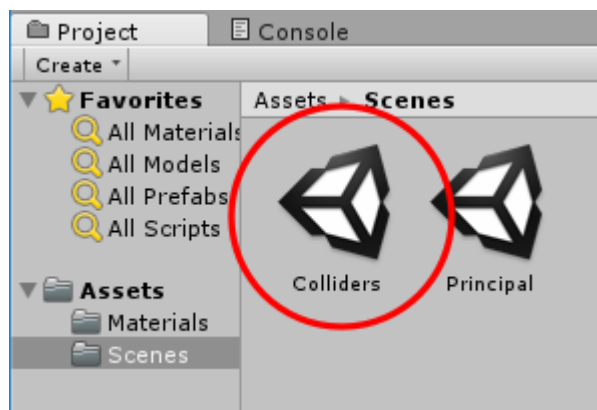 Project
Console
Create
Favorites
Assets Scenes
All Materials
All Models
All Prefabs
All Scripts
Colliders
Principal
Assets
Materials
Scenes